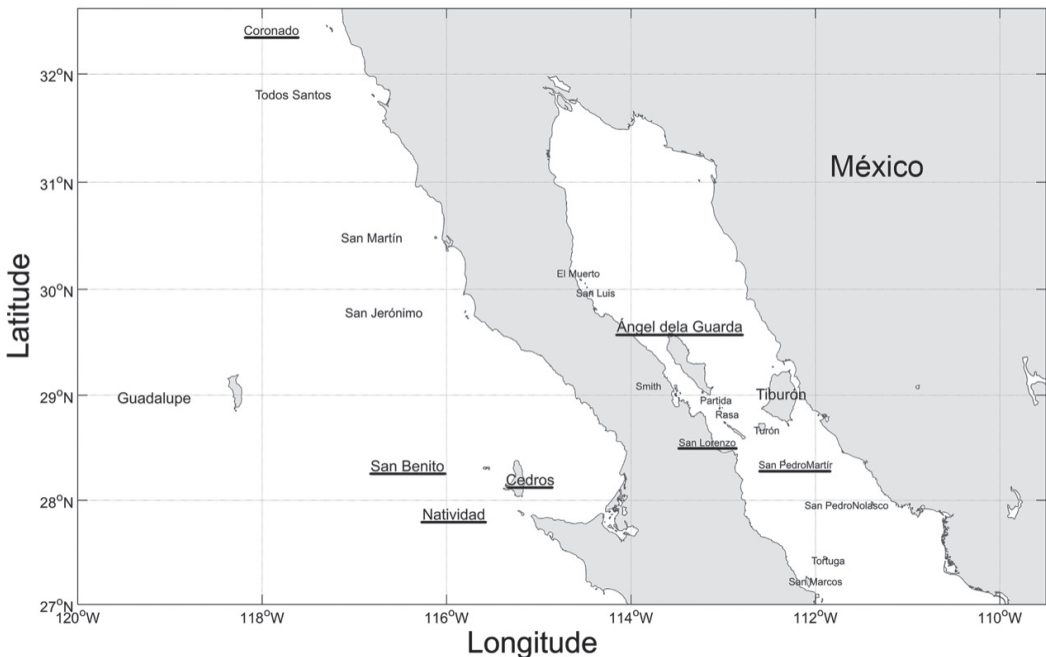 Coronado
32°N
Todos Santos
México
31°N
San Martín
El Muerto
30°N
San Luis
San Jerónimo
Angel dela Guarda
Latitude
Smith
29°N
Guadalupe
Partida
Tiburón
Rasa
Turón
San Lorenzo
San Benito
San PedroMartír
Cedros
28°N
San PedroNolasco
Natividad
Tortuga
San Marcos
27°N
120°W
118°W
116°W
114°W
112°W
110°W
Longitude